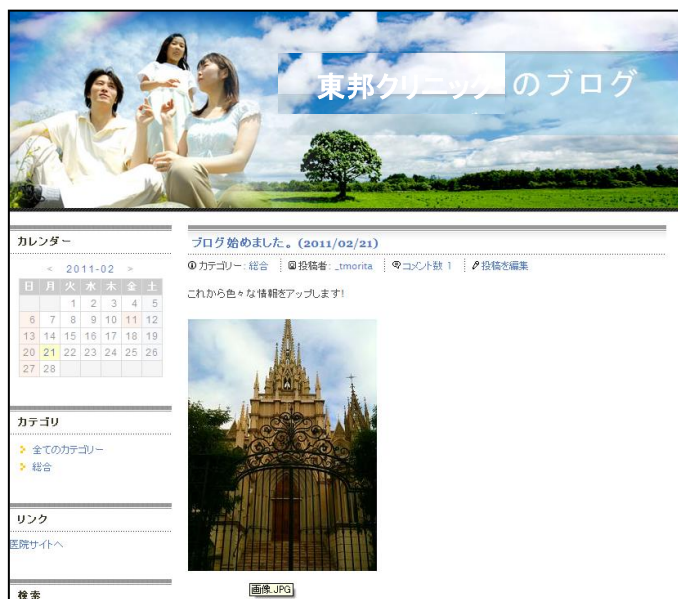 東邦クリニックのブログ
カレンダー
< 2011-02 >
日 月 火 水 木 金 土
1 2 3 4 5
6 7 8 9 10 11 12
13 14 15 16 17 18 19
20 21 22 23 24 25 26
27 28
カテゴリ
全てのカテゴリー
総合
リンク
医院サイトへ
検索
ブログ始めました。(2011/02/21)
カテゴリー: 総合 投稿者: _tmorita コメント数 1 投稿を編集
これから色々な情報をアップします!
画像.JPG